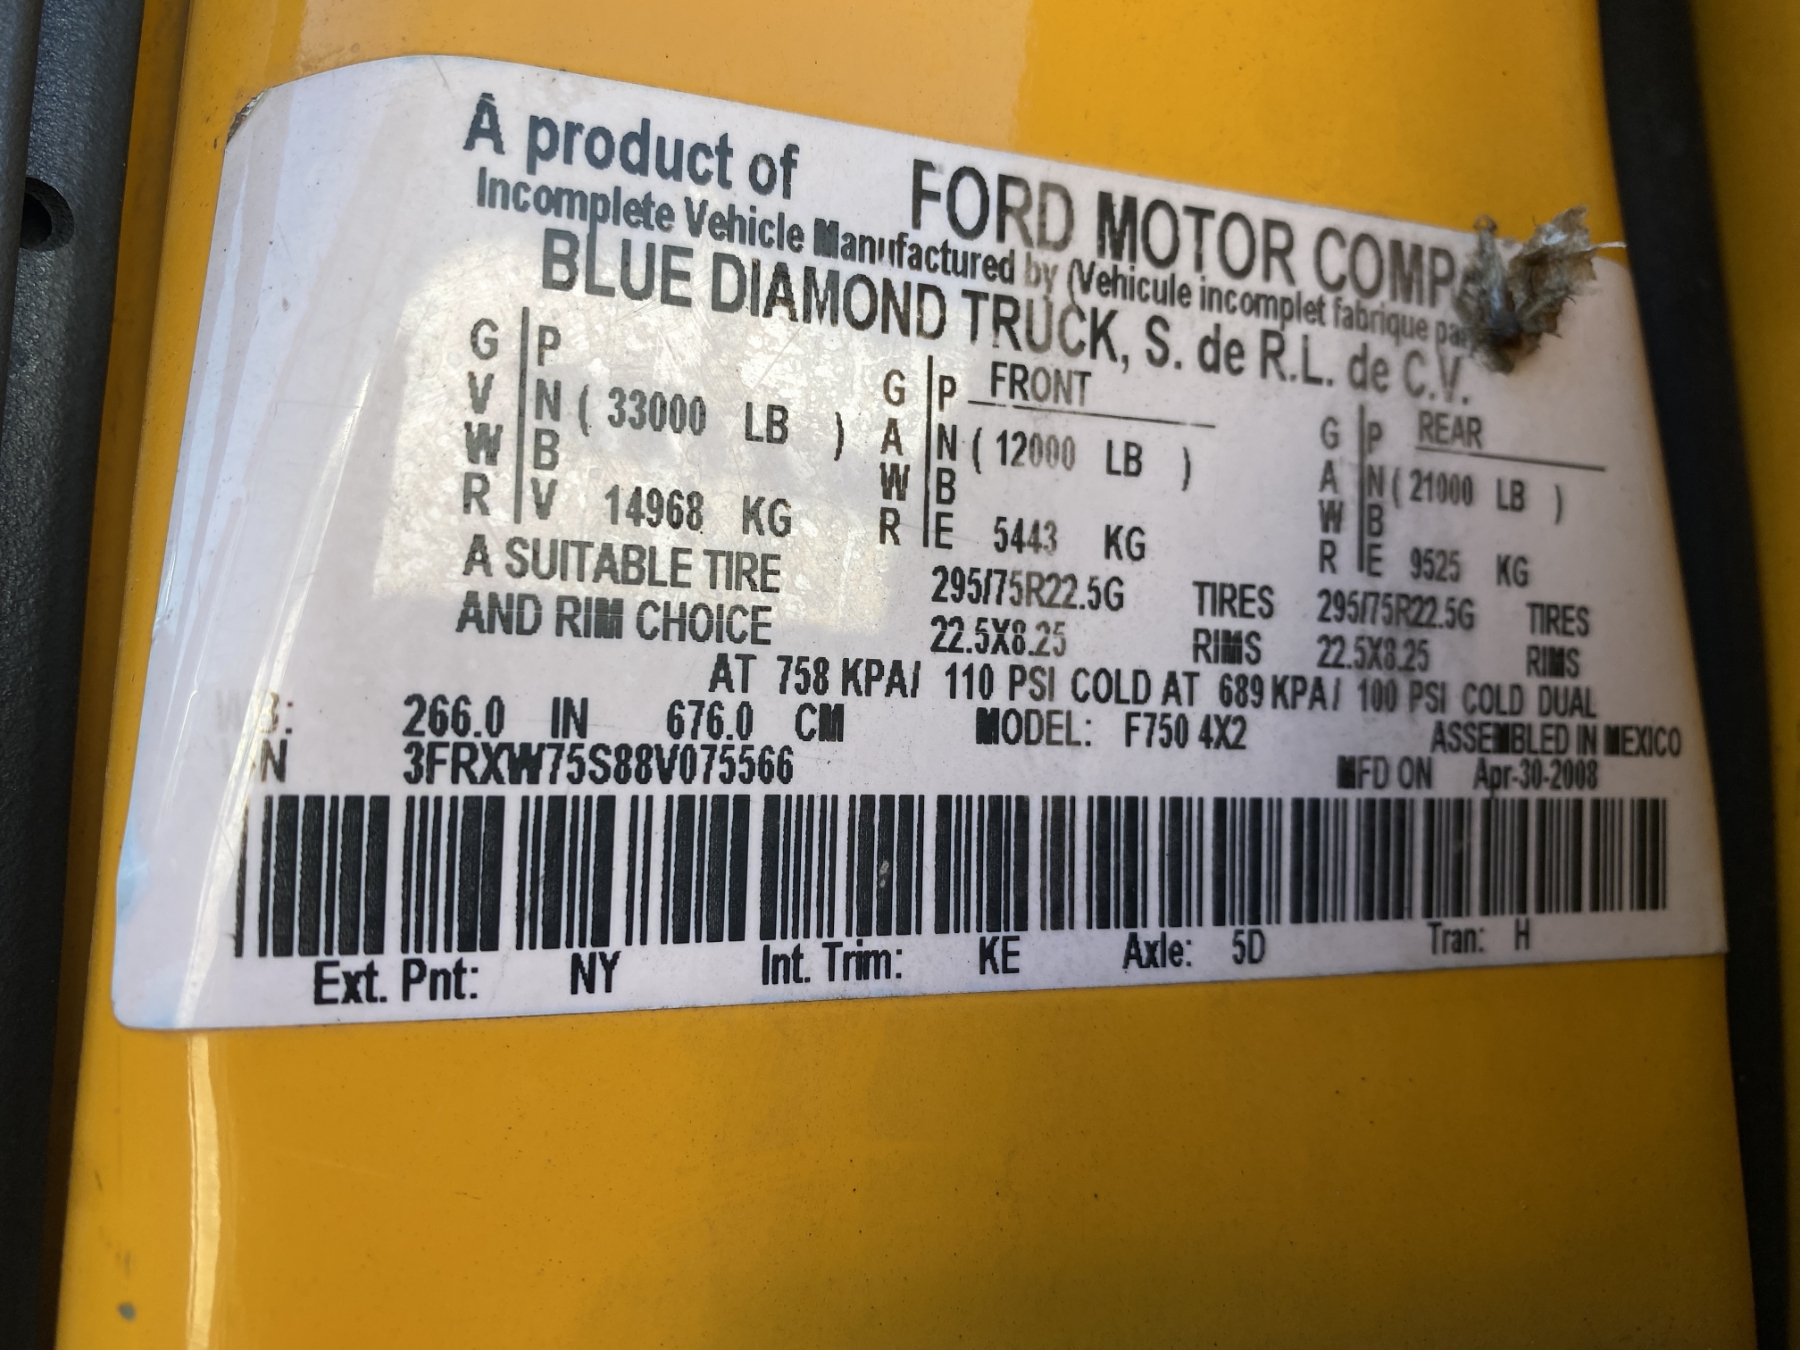 A product of FORD MOTOR
Incomplete Vehicle Manufactured by (Vehicule incomplet fabrique
BLUE DIAMOND TRUCK, S. de R.L. de C.V.
G P G P FRONT G P REAR
V N ( 33000 LB ) A N ( 12000 LB ) A N ( 21000 LB )
W B W B W B
R V 14968 KG R E 5443 KG R E 9525 KG
A SUITABLE TIRE 295/75R22.5G TIRES 295/75R22.5G TIRES
AND RIM CHOICE 22.5X8.25 RIMS 22.5X8.25 RIMS
AT 758 KPA/ 110 PSI COLD AT 689 KPA/ 100 PSI COLD DUAL
266.0 IN 676.0 CM MODEL: F750 4X2 ASSEMBLED IN MEXICO
3FRXW75S88V075566 MFD ON Apr-30-2008
Ext. Pnt: NY Int. Trim: KE Axle: 5D Tran: H